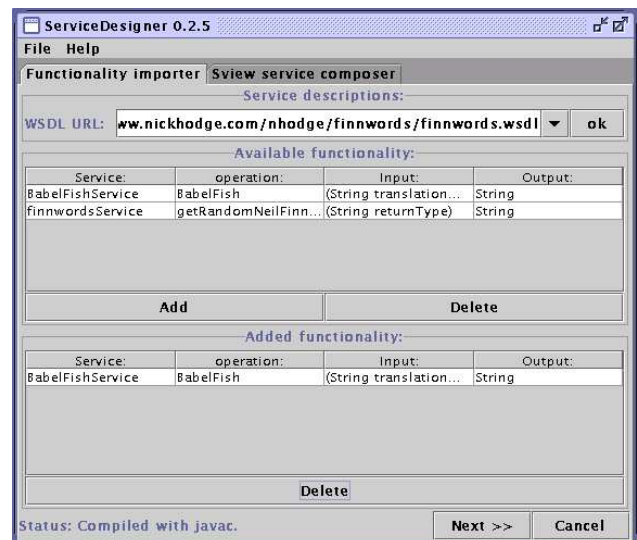 ServiceDesigner 0.2.5
File Help
Functionality importer Sview service composer
Service descriptions:
WSDL URL: ww.nickhodge.com/nhodge/finnwords/finnwords.wsdl ok
Available functionality:
Service: operation: Input: Output:
BabelFishService BabelFish (String translation... String
finnwordsService getRandomNeilFinn... (String returnType) String
Add Delete
Added functionality:
Service: operation: Input: Output:
BabelFishService BabelFish (String translation... String
Delete
Status: Compiled with javac. Next >> Cancel